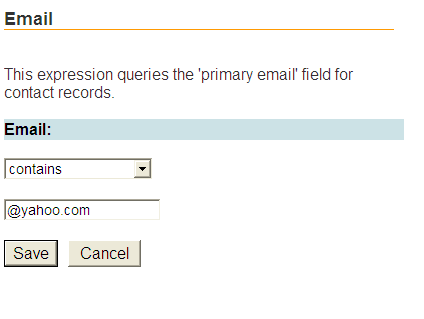 Email
This expression queries the 'primary email' field for
contact records.
Email:
contains
@yahoo.com
Save Cancel